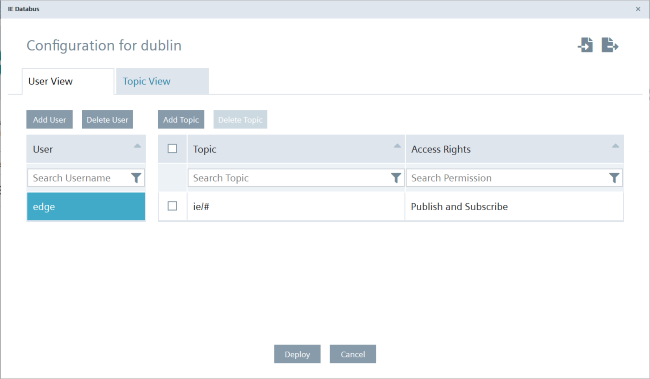 IE Databus
Configuration for dublin
User View Topic View
Add User Delete User Add Topic Delete Topic
User Topic Access Rights
Search Username Search Topic Search Permission
edge ie/# Publish and Subscribe
Deploy Cancel